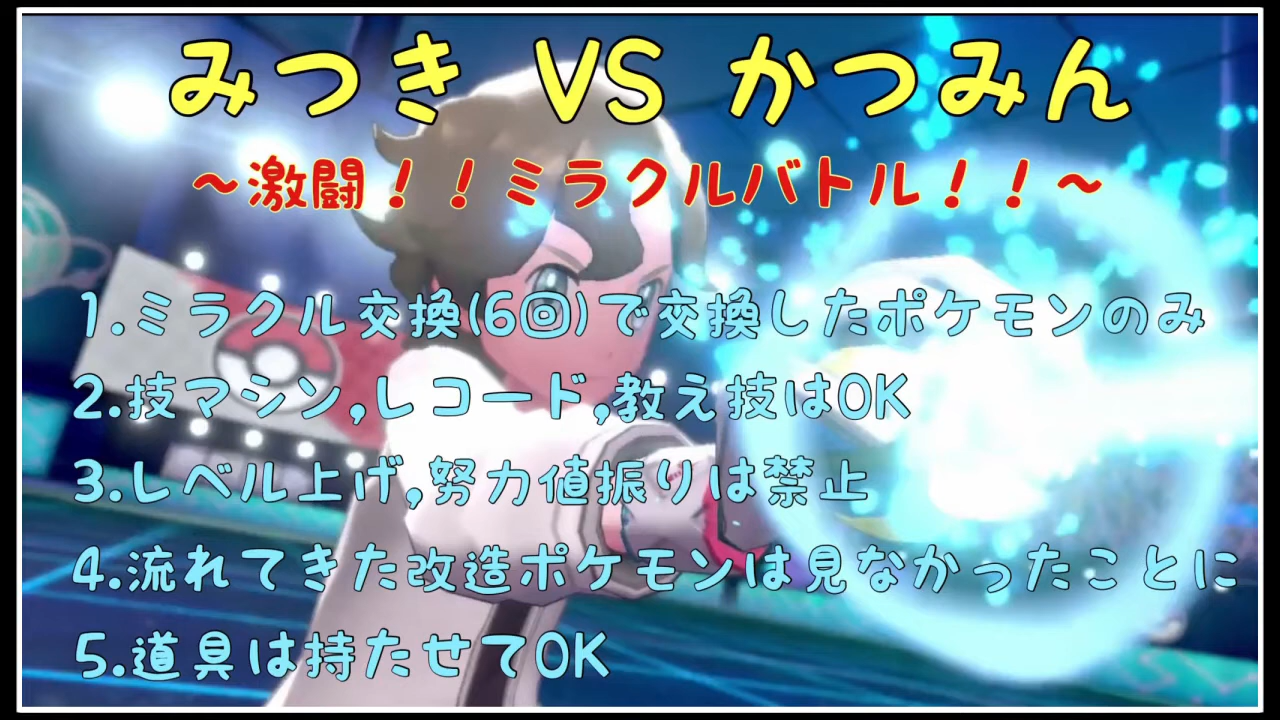 みつき VS かつみん
～激闘！！ミラクルバトル！！～
1.ミラクル交換(6回)で交換したポケモンのみ
2.技マシン,レコード,教え技はOK
3.レベル上げ,努力値振りは禁止
4.流れてきた改造ポケモンは見なかったことに
5.道具は持たせてOK